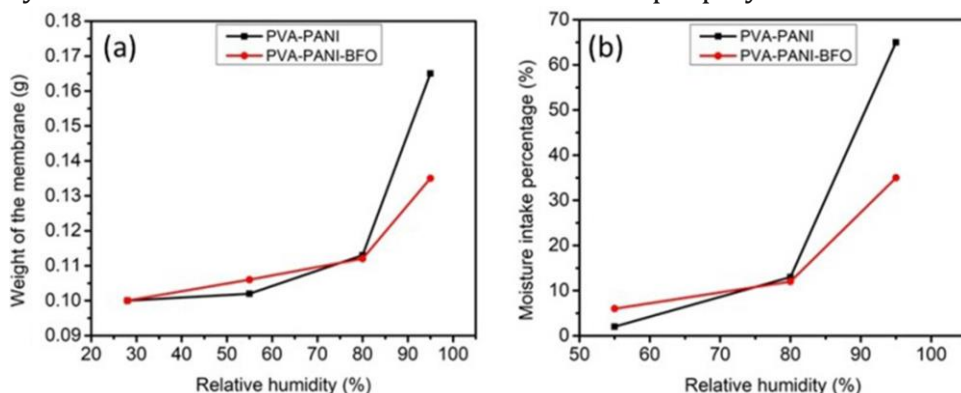 (a)
PVA-PANI
PVA-PANI-BFO
Weight of the membrane (g)
0.18
0.17
0.16
0.15
0.14
0.13
0.12
0.11
0.10
0.09
20 30 40 50 60 70 80 90 100
Relative humidity (%)
(b)
PVA-PANI
PVA-PANI-BFO
Moisture intake percentage (%)
70
60
50
40
30
20
10
0
50 60 70 80 90 100
Relative humidity (%)